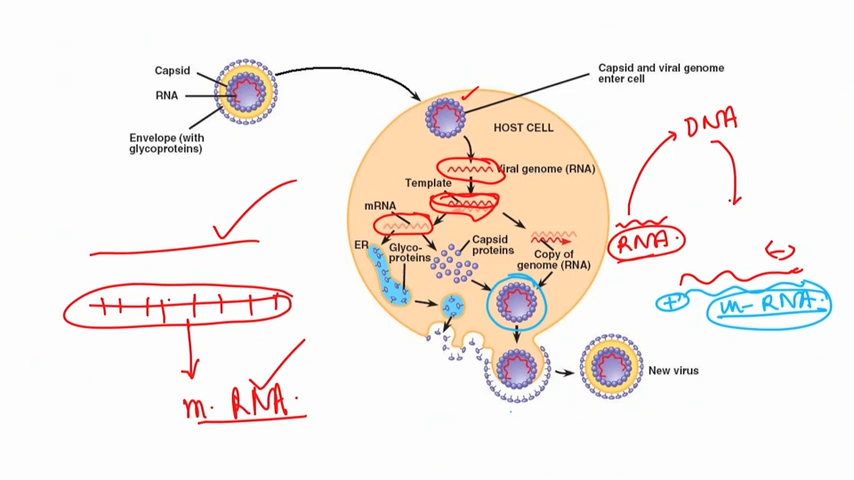 Capsid
RNA
Envelope (with
glycoproteins)
Capsid and viral genome
enter cell
HOST CELL
Viral genome (RNA)
Template
mRNA
ER
Glyco-
proteins
Capsid
proteins
Copy of
genome (RNA)
New virus
DNA
RNA
(-)
+
m-RNA.
m. RNA.